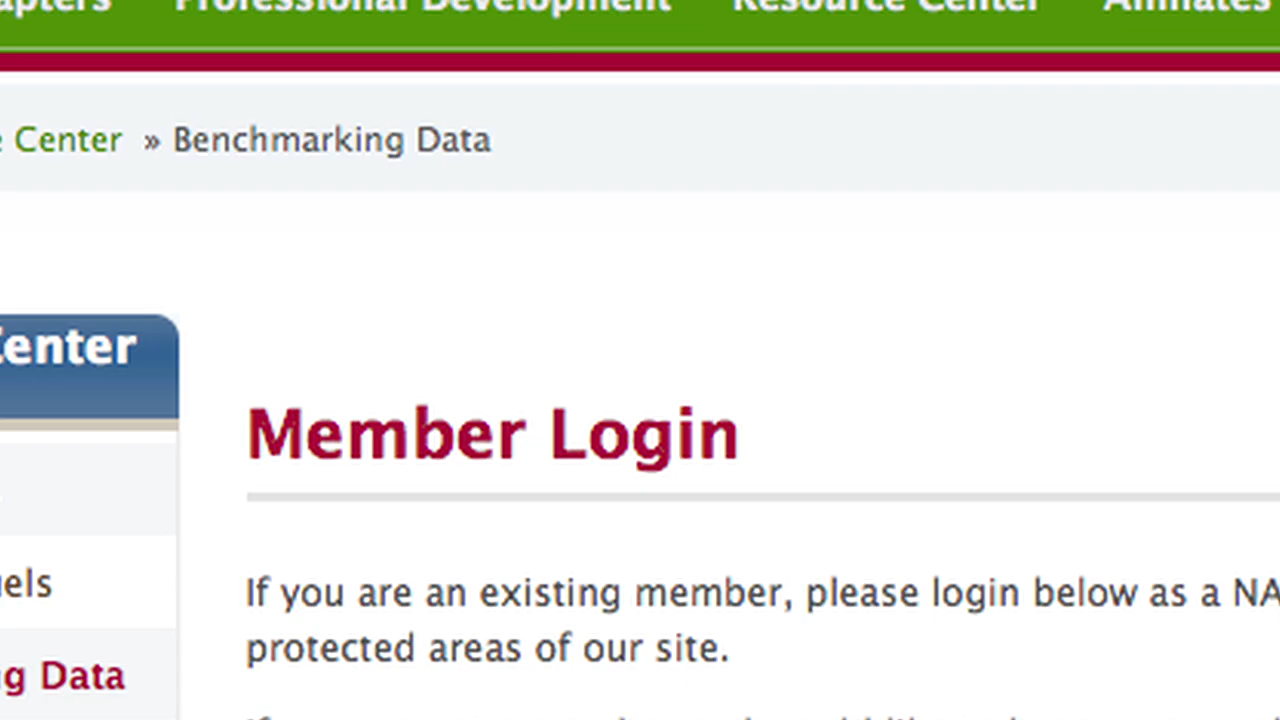 Professional Development Resource Center Affiliates
Center » Benchmarking Data
Center
Member Login
If you are an existing member, please login below as a NA
protected areas of our site.
Data